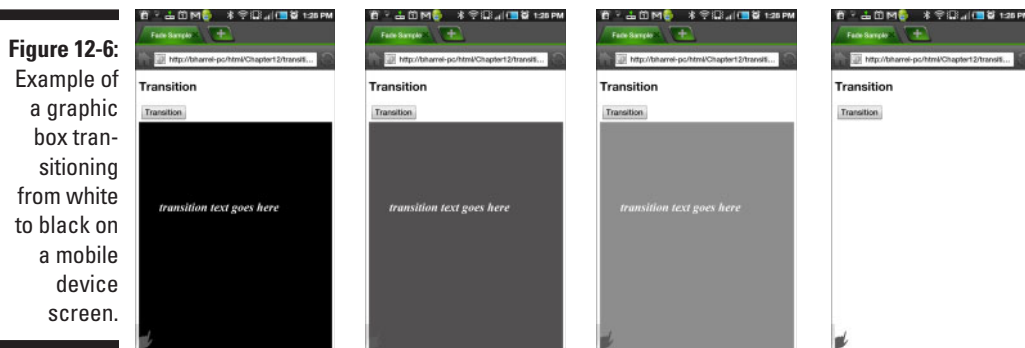 Figure 12-6:
Example of
a graphic
box tran-
sitioning
from white
to black on
a mobile
device
screen.
1:28 PM
Fade Sample
http://bharrel-pc/html/Chapter12/transiti...
Transition
Transition
transition text goes here
1:28 PM
Fade Sample
http://bharrel-pc/html/Chapter12/transiti...
Transition
Transition
transition text goes here
1:28 PM
Fade Sample
http://bharrel-pc/html/Chapter12/transiti...
Transition
Transition
transition text goes here
1:28 PM
Fade Sample
http://bharrel-pc/html/Chapter12/transiti...
Transition
Transition